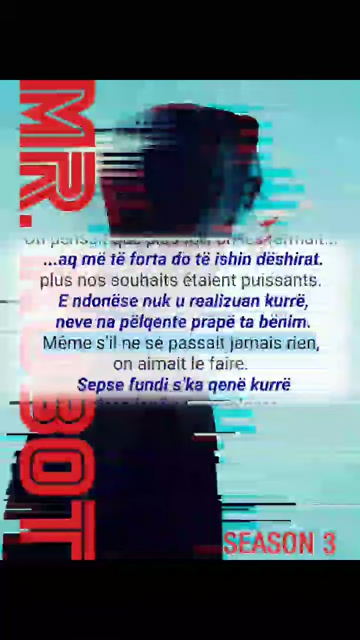 MR. ROBOT
...aq më të forta do të ishin dëshirat.
plus nos souhaits étaient puissants.
E ndonëse nuk u realizuan kurrë,
neve na pëlqente prapë ta bënim.
Même s'il ne se passait jamais rien,
on aimait le faire.
Sepse fundi s'ka qenë kurrë
SEASON 3